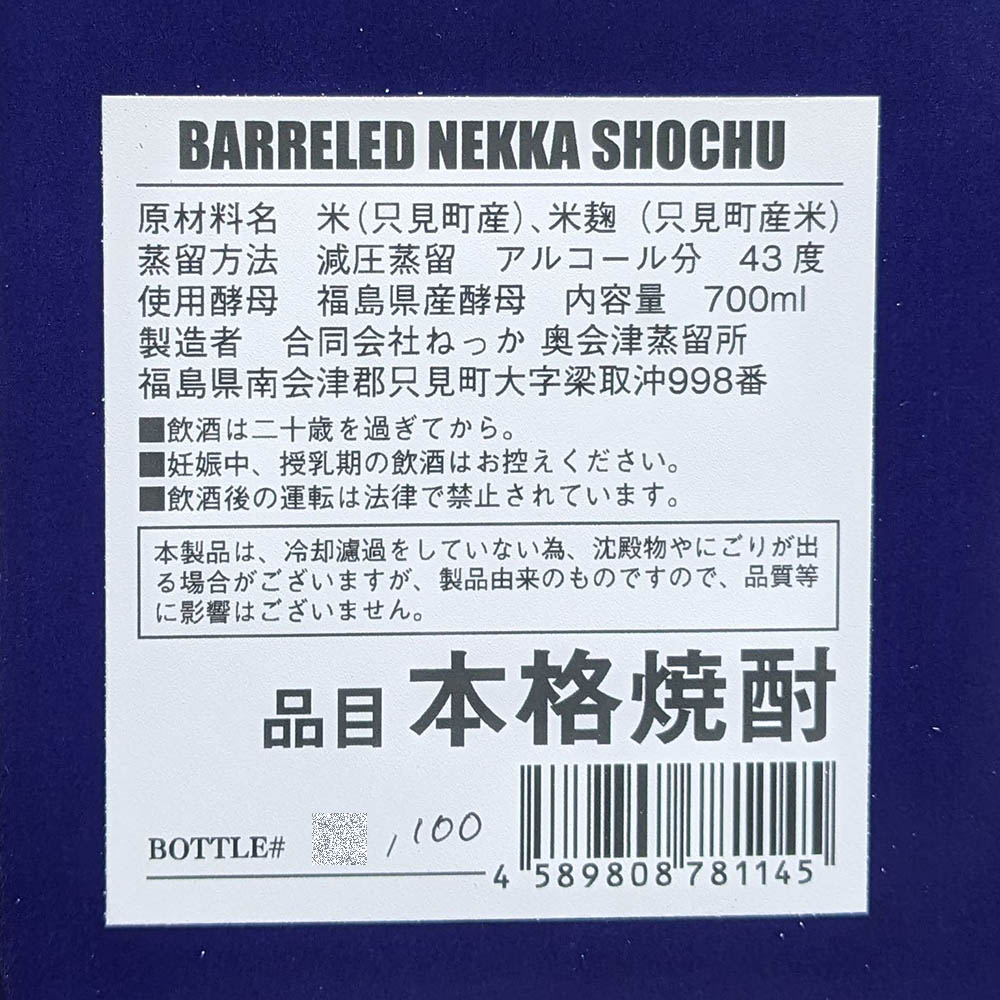 BARRELED NEKKA SHOCHU
原材料名 米(只見町産)、米麹(只見町産米)
蒸留方法 減圧蒸留 アルコール分 43度
使用酵母 福島県産酵母 内容量 700ml
製造者 合同会社ねっか 奥会津蒸留所
福島県南会津郡只見町大字梁取沖998番
■飲酒は二十歳を過ぎてから。
■妊娠中、授乳期の飲酒はお控えください。
■飲酒後の運転は法律で禁止されています。
本製品は、冷却濾過をしていない為、沈殿物やにごりが出
る場合がございますが、製品由来のものですので、品質等
に影響はございません。
品目 本格焼酎
BOTTLE# /100
4 589808 781145